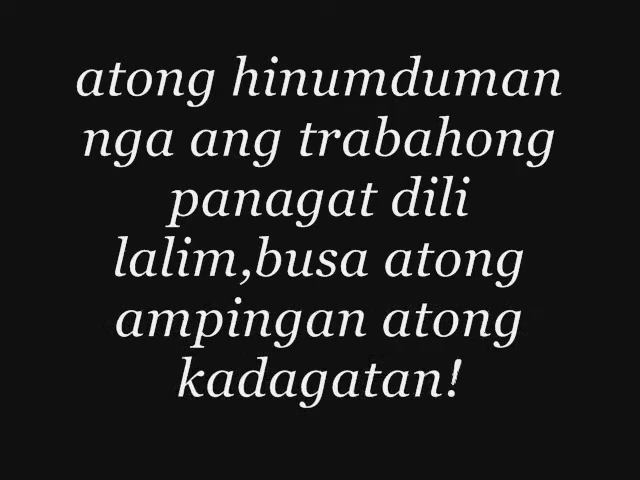 atong hinumduman
nga ang trabahong
panagat dili
lalim,busa atong
ampingan atong
kadagatan!